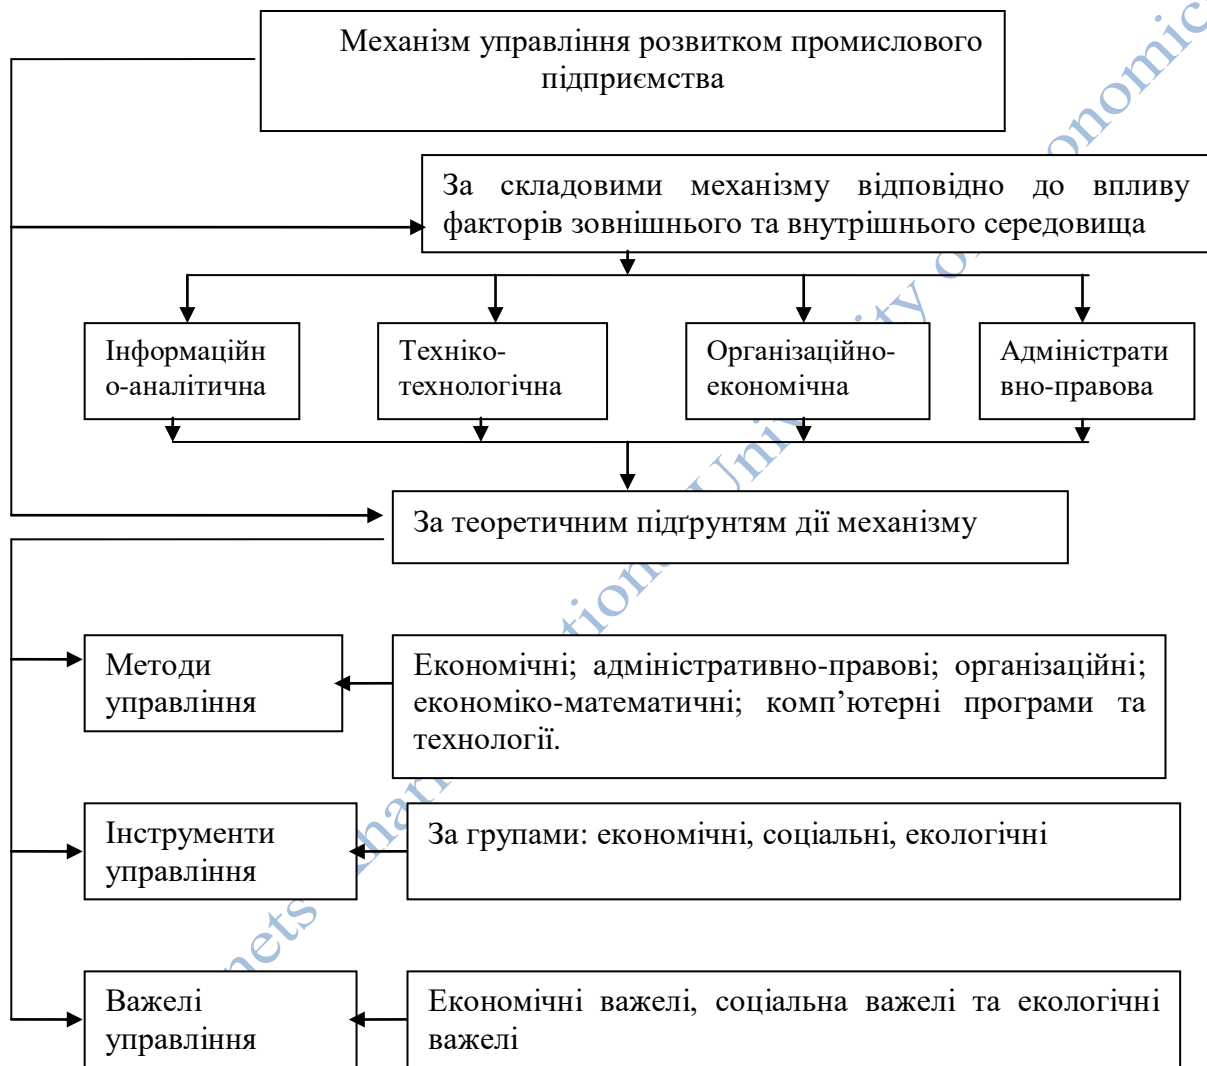 Механізм управління розвитком промислового
підприємства
За складовими механізму відповідно до впливу
факторів зовнішнього та внутрішнього середовища
Інформаційн
о-аналітична
Техніко-
технологічна
Організаційно-
економічна
Адміністрати
вно-правова
За теоретичним підґрунтям дії механізму
Методи
управління
Економічні; адміністративно-правові; організаційні;
економіко-математичні; комп’ютерні програми та
технології.
Інструменти
управління
За групами: економічні, соціальні, екологічні
Важелі
управління
Економічні важелі, соціальна важелі та екологічні
важелі